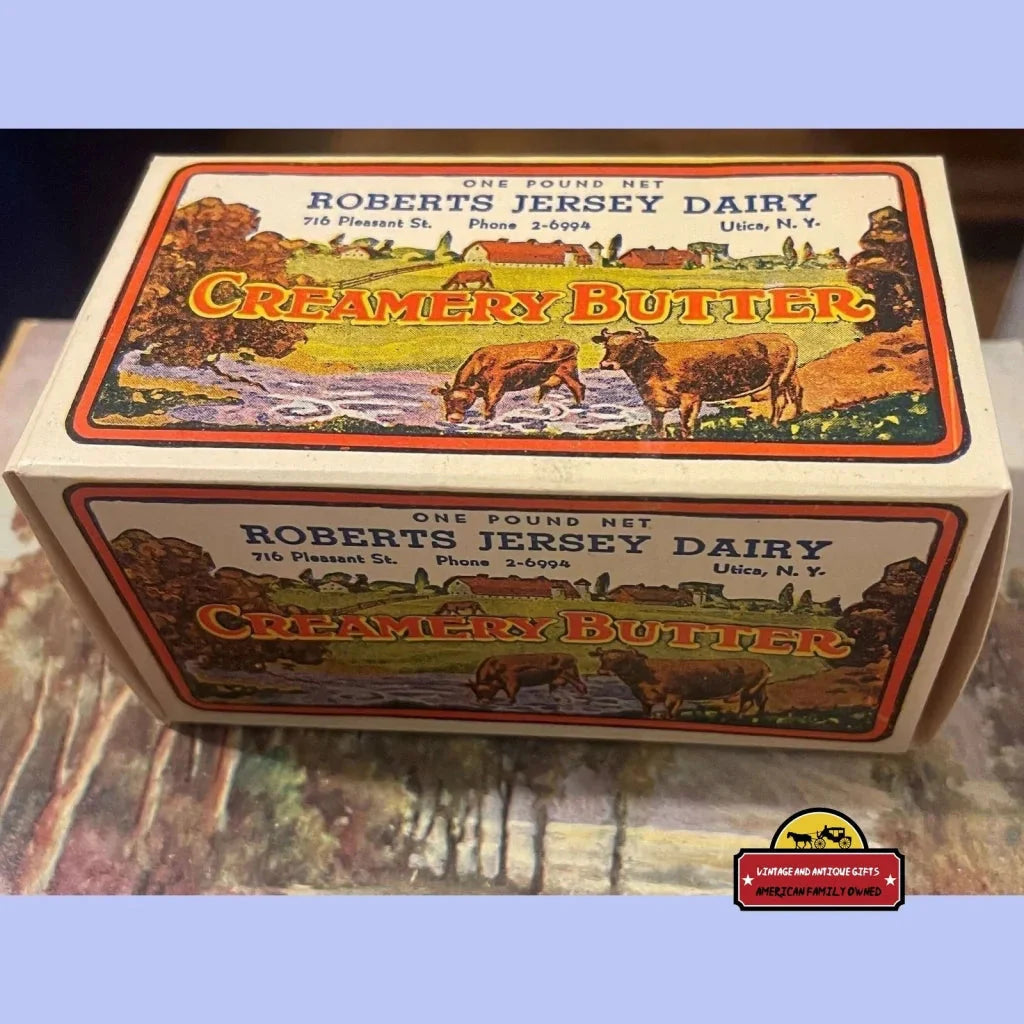 ONE POUND NET
ROBERTS JERSEY DAIRY
716 Pleasant St. Phone 2-6994 Utica, N. Y.
CREAMERY BUTTER
ONE POUND NET
ROBERTS JERSEY DAIRY
716 Pleasant St. Phone 2-6994 Utica, N. Y.
CREAMERY BUTTER
VINTAGE AND ANTIQUE GIFTS
AMERICAN FAMILY OWNED